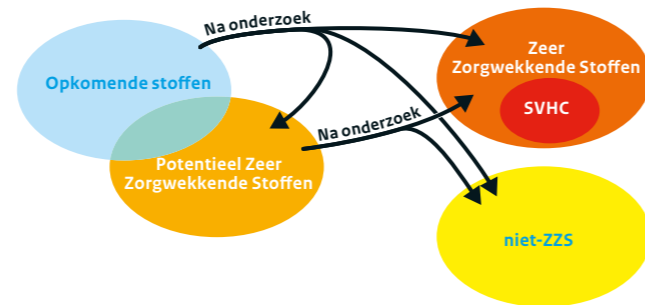 Na onderzoek
Opkomende stoffen
Zeer
Zorgwekkende Stoffen
SVHC
Na onderzoek
Potentieel Zeer
Zorgwekkende Stoffen
niet-ZZS